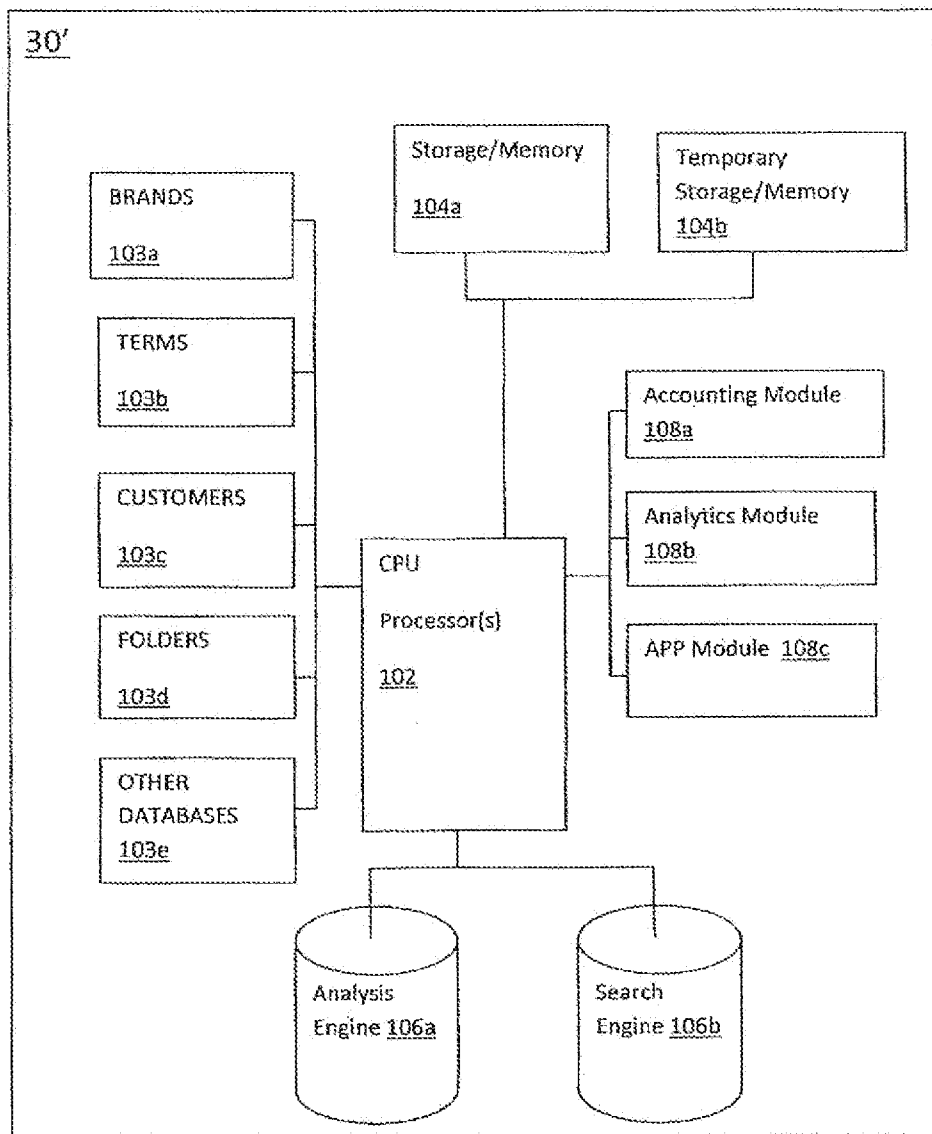 30'
Storage/Memory
104a
Temporary
Storage/Memory
104b
BRANDS
103a
TERMS
103b
CUSTOMERS
103c
FOLDERS
103d
OTHER
DATABASES
103e
CPU
Processor(s)
102
Accounting Module
108a
Analytics Module
108b
APP Module 108c
Analysis
Engine 106a
Search
Engine 106b